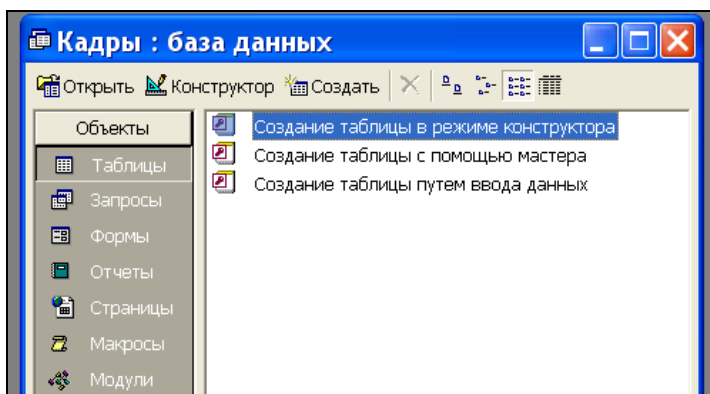 Кадры : база данных
Открыть Конструктор Создать
Объекты
Таблицы
Запросы
Формы
Отчеты
Страницы
Макросы
Модули
Создание таблицы в режиме конструктора
Создание таблицы с помощью мастера
Создание таблицы путем ввода данных